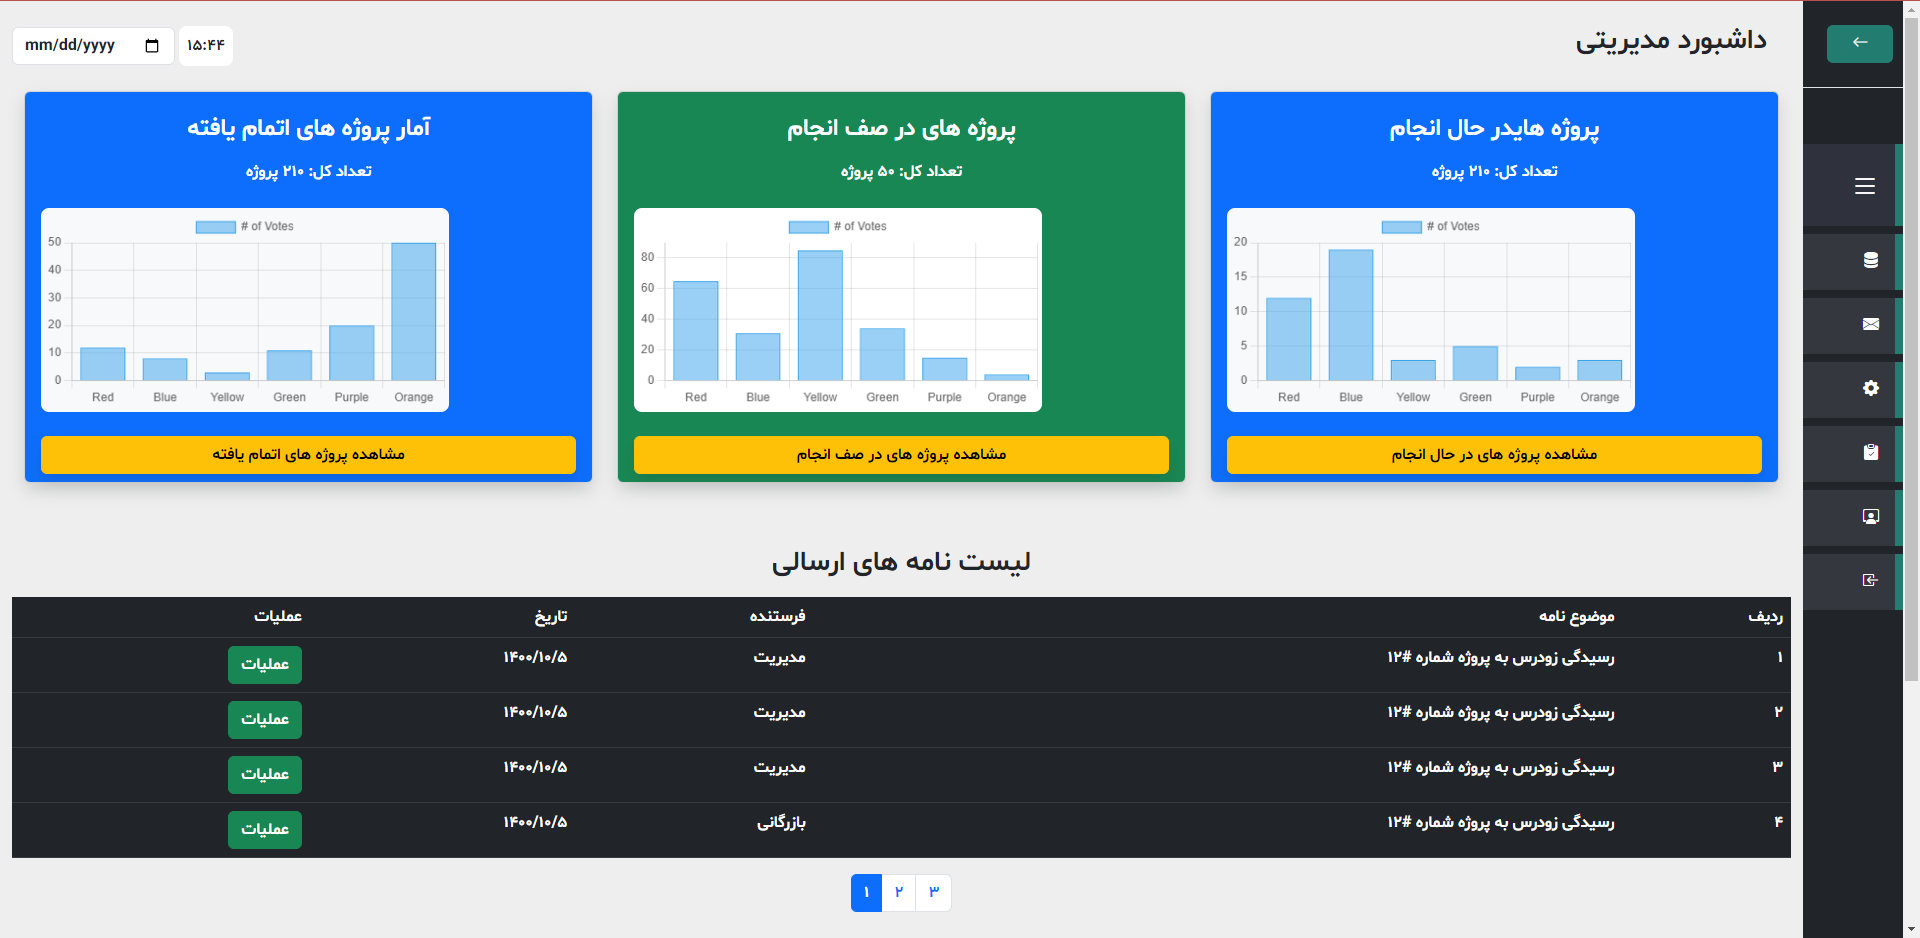 داشبورد مدیریتی
۱۵:۴۴
mm/dd/yyyy
پروژه هایدر حال انجام
تعداد کل: ۲۱۰ پروژه
# of Votes
20
15
10
5
0
Red Blue Yellow Green Purple Orange
مشاهده پروژه های در حال انجام
پروژه های در صف انجام
تعداد کل: ۵۰ پروژه
# of Votes
80
60
40
20
0
Red Blue Yellow Green Purple Orange
مشاهده پروژه های در صف انجام
آمار پروژه های اتمام یافته
تعداد کل: ۲۱۰ پروژه
# of Votes
50
40
30
20
10
0
Red Blue Yellow Green Purple Orange
مشاهده پروژه های اتمام یافته
لیست نامه های ارسالی
ردیف موضوع نامه فرستنده تاریخ عملیات
۱ رسیدگی زودرس به پروژه شماره #۱۲ مدیریت ۱۴۰۰/۱۰/۵ عملیات
۲ رسیدگی زودرس به پروژه شماره #۱۲ مدیریت ۱۴۰۰/۱۰/۵ عملیات
۳ رسیدگی زودرس به پروژه شماره #۱۲ مدیریت ۱۴۰۰/۱۰/۵ عملیات
۴ رسیدگی زودرس به پروژه شماره #۱۲ بازرگانی ۱۴۰۰/۱۰/۵ عملیات
۳ ۲ ۱